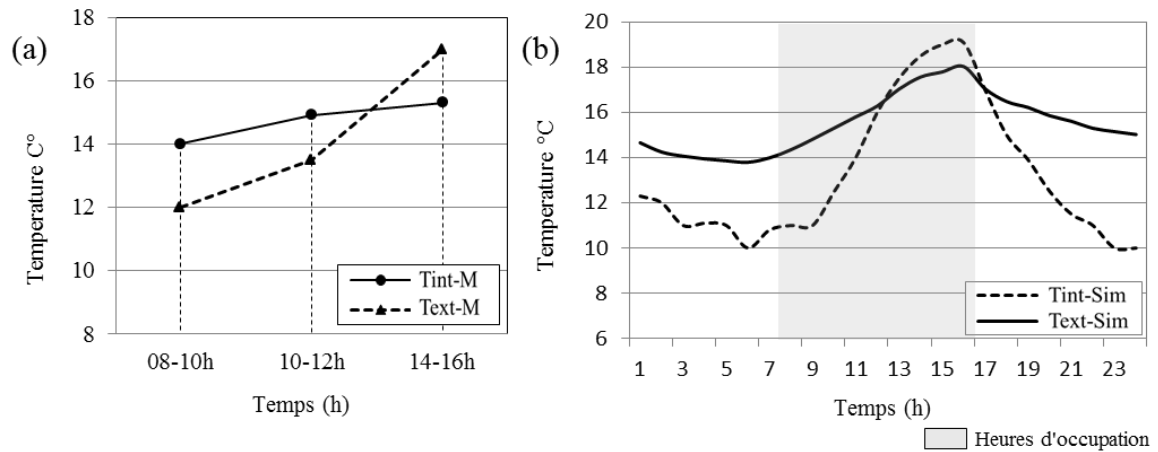 (a)
Temperature C°
18
16
14
12
10
8
08-10h 10-12h 14-16h
Temps (h)
Tint-M
Text-M
(b)
Temperature °C
20
18
16
14
12
10
8
6
1 3 5 7 9 11 13 15 17 19 21 23
Temps (h)
Tint-Sim
Text-Sim
Heures d'occupation